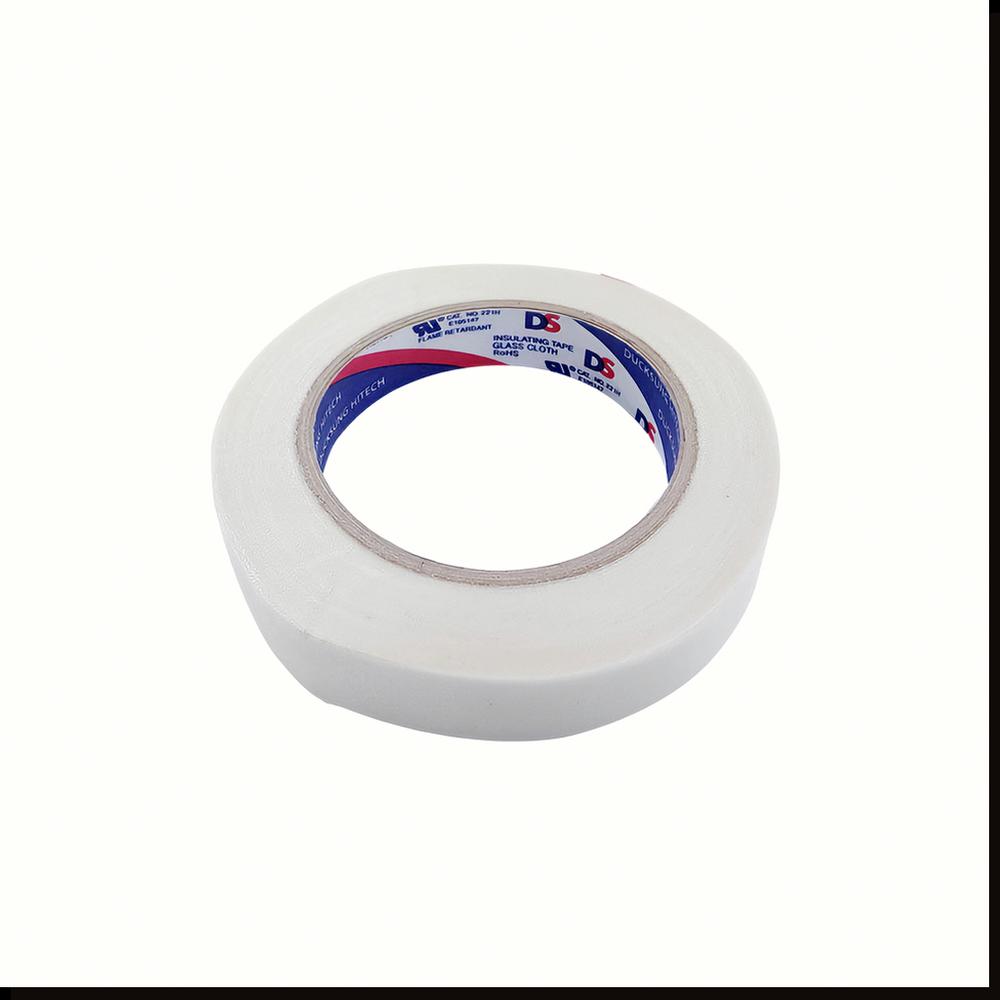 CAT. NO. 221H
E105147
FLAME RETARDANT
DS
INSULATING TAPE
GLASS CLOTH
RoHS
DS
CAT. NO. 221H
E105147
DS
DUCKSUNG HITECH
HITECH
DUCKSUNG